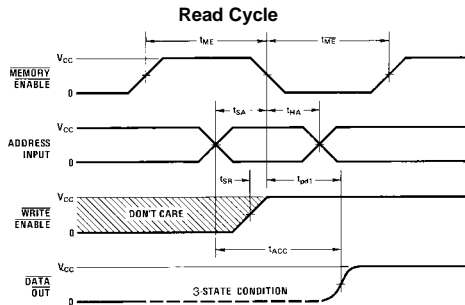 Read Cycle
tME tM̅E̅
VCC
MEMORY
ENABLE
0
tSA tHA
VCC
ADDRESS
INPUT
0
tSR tpd1
VCC
WRITE
ENABLE
DON'T CARE
0
tACC
VCC
DATA
OUT
3-STATE CONDITION
0